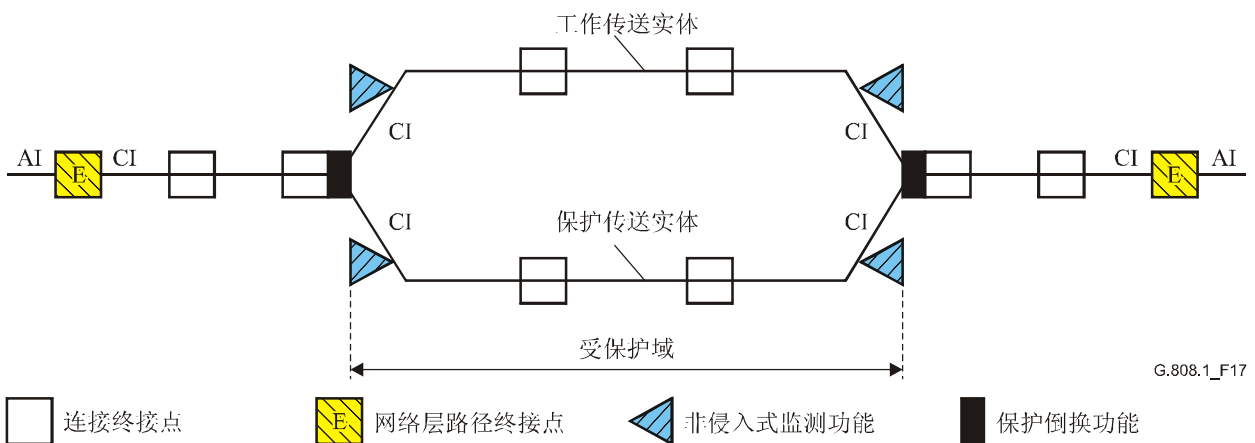 工作传送实体
CI
CI
AI
E
CI
CI
E
AI
CI
CI
保护传送实体
受保护域
G.808.1_F17
连接终接点
E
网络层路径终接点
非侵入式监测功能
保护倒换功能